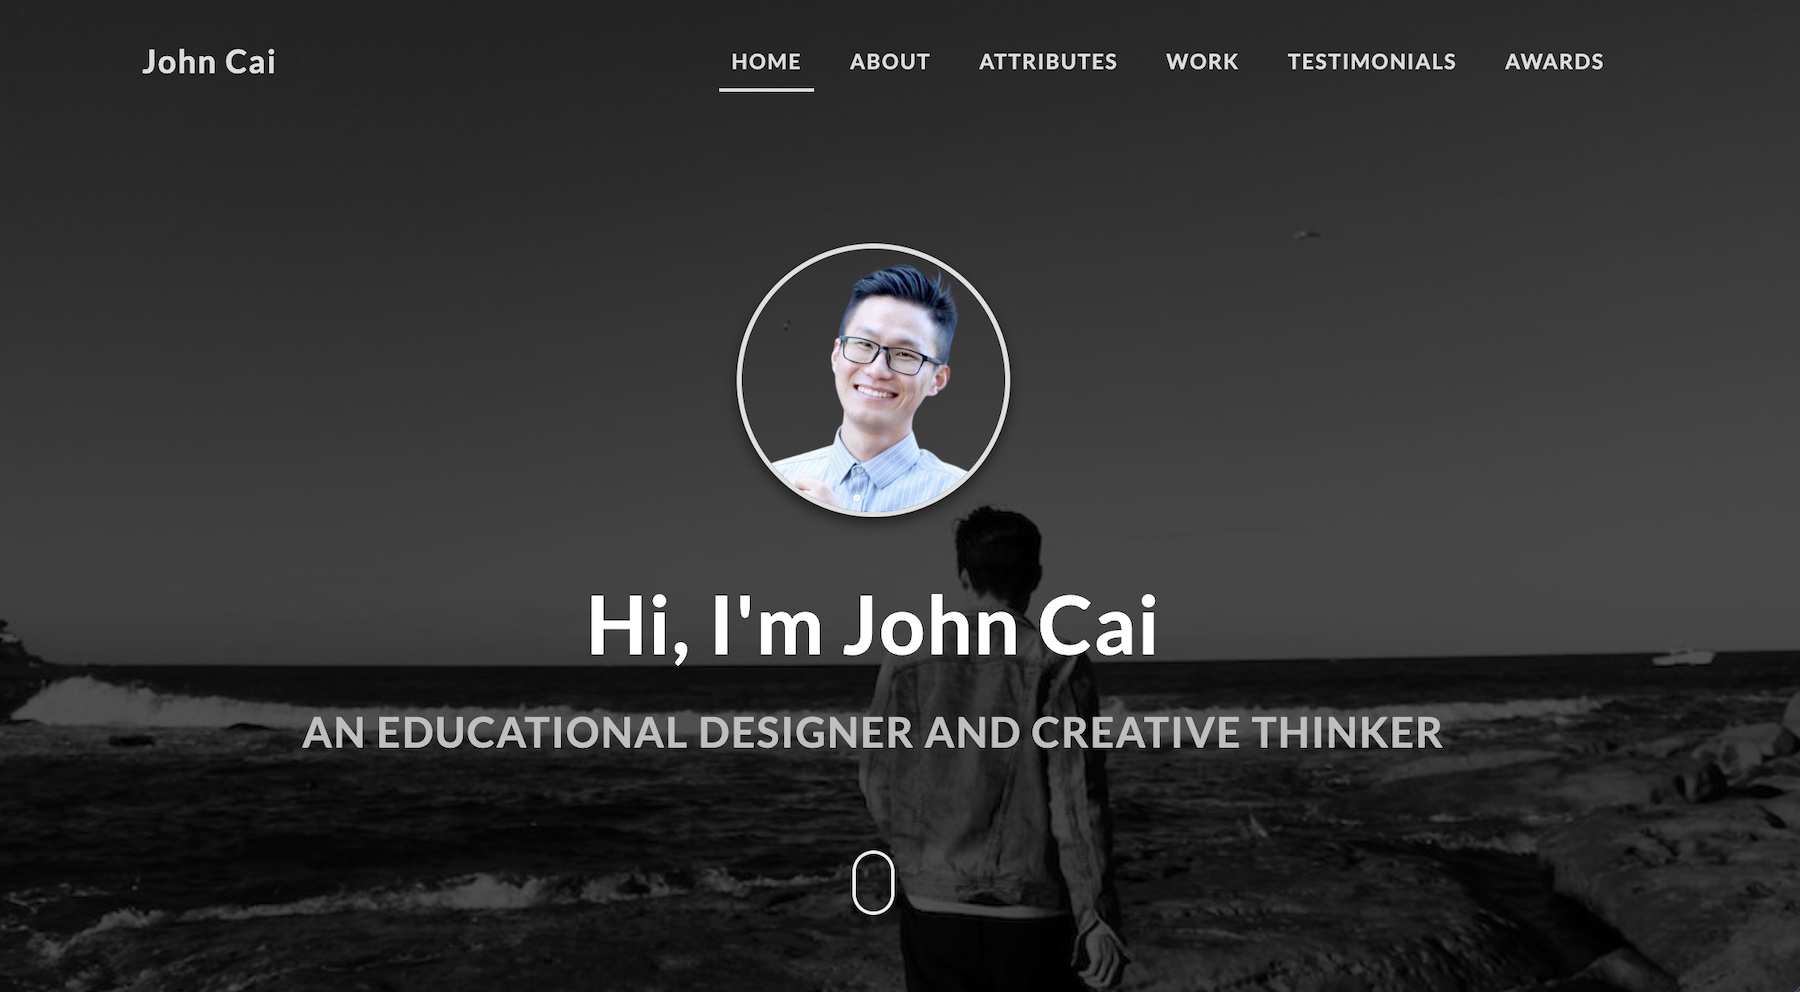 John Cai
HOME ABOUT ATTRIBUTES WORK TESTIMONIALS AWARDS
Hi, I'm John Cai
AN EDUCATIONAL DESIGNER AND CREATIVE THINKER